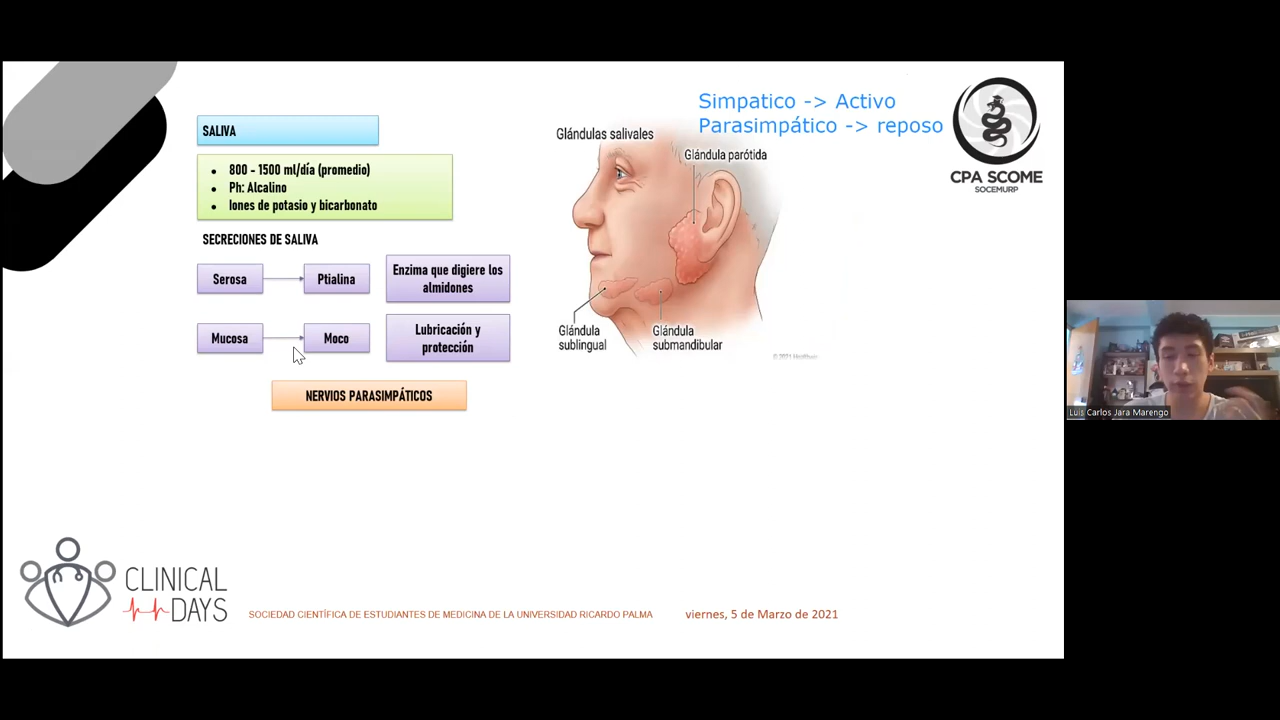 SALIVA
800 - 1500 ml/día (promedio)
Ph: Alcalino
Iones de potasio y bicarbonato
SECRECIONES DE SALIVA
Serosa
Ptialina
Enzima que digiere los
almidones
Mucosa
Moco
Lubricación y
protección
NERVIOS PARASIMPÁTICOS
Simpatico -> Activo
Parasimpático -> reposo
Glándulas salivales
Glándula parótida
Glándula
sublingual
Glándula
submandibular
CPA SCOME
SOCEMURP
Luis Carlos Jara Marengo
CLINICAL
DAYS
SOCIEDAD CIENTÍFICA DE ESTUDIANTES DE MEDICINA DE LA UNIVERSIDAD RICARDO PALMA
viernes, 5 de Marzo de 2021